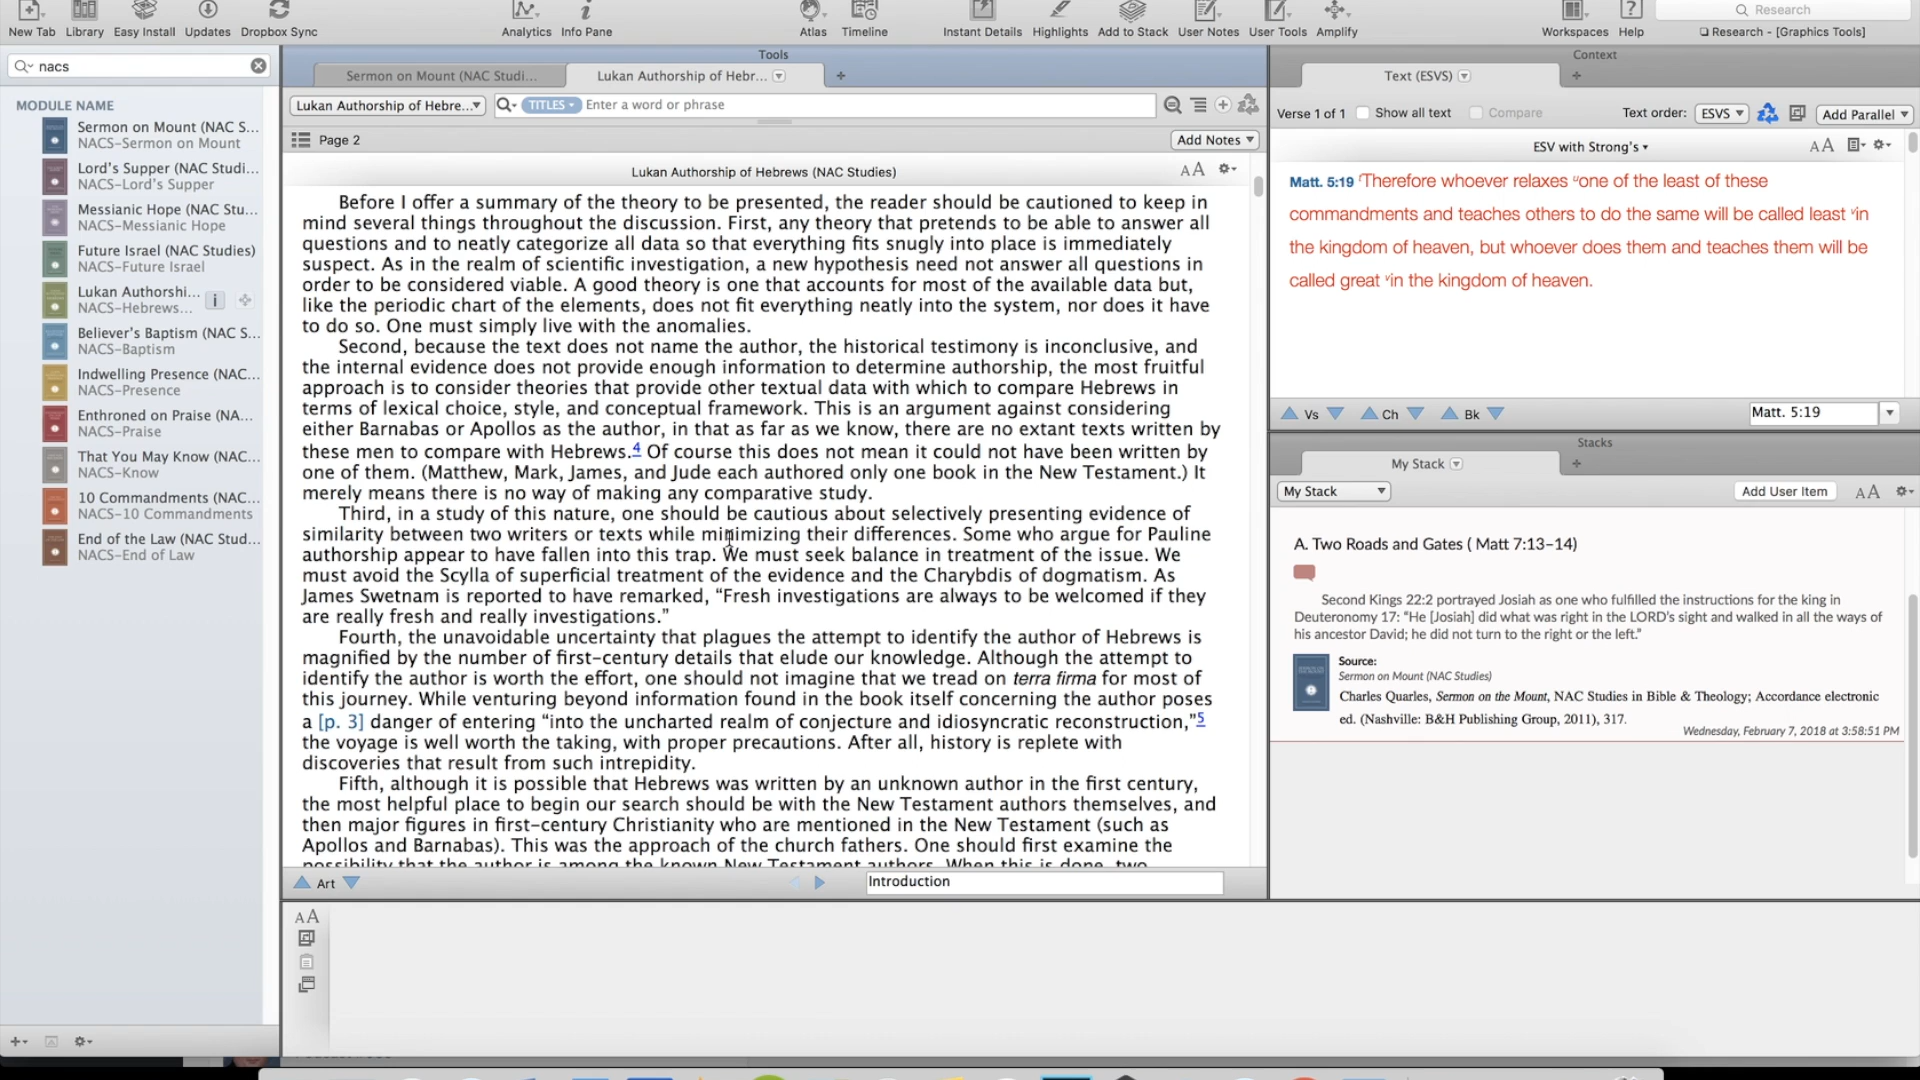 New Tab
Library
Easy Install
Updates
Dropbox Sync
Analytics
Info Pane
Atlas
Timeline
Instant Details
Highlights
Add to Stack
User Notes
User Tools
Amplify
Workspaces
Help
Research
Research - [Graphics Tools]
nacs
MODULE NAME
Sermon on Mount (NAC S...
NACS-Sermon on Mount
Lord's Supper (NAC Studi...
NACS-Lord's Supper
Messianic Hope (NAC Stu...
NACS-Messianic Hope
Future Israel (NAC Studies)
NACS-Future Israel
Lukan Authorshi...
NACS-Hebrews...
Believer's Baptism (NAC S...
NACS-Baptism
Indwelling Presence (NAC...
NACS-Presence
Enthroned on Praise (NA...
NACS-Praise
That You May Know (NAC...
NACS-Know
10 Commandments (NAC...
NACS-10 Commandments
End of the Law (NAC Stud...
NACS-End of Law
Tools
Sermon on Mount (NAC Studi...
Lukan Authorship of Hebr...
Lukan Authorship of Hebre...
TITLES
Enter a word or phrase
Page 2
Add Notes
Lukan Authorship of Hebrews (NAC Studies)
AA
Before I offer a summary of the theory to be presented, the reader should be cautioned to keep in
mind several things throughout the discussion. First, any theory that pretends to be able to answer all
questions and to neatly categorize all data so that everything fits snugly into place is immediately
suspect. As in the realm of scientific investigation, a new hypothesis need not answer all questions in
order to be considered viable. A good theory is one that accounts for most of the available data but,
like the periodic chart of the elements, does not fit everything neatly into the system, nor does it have
to do so. One must simply live with the anomalies.
Second, because the text does not name the author, the historical testimony is inconclusive, and
the internal evidence does not provide enough information to determine authorship, the most fruitful
approach is to consider theories that provide other textual data with which to compare Hebrews in
terms of lexical choice, style, and conceptual framework. This is an argument against considering
either Barnabas or Apollos as the author, in that as far as we know, there are no extant texts written by
these men to compare with Hebrews.4 Of course this does not mean it could not have been written by
one of them. (Matthew, Mark, James, and Jude each authored only one book in the New Testament.) It
merely means there is no way of making any comparative study.
Third, in a study of this nature, one should be cautious about selectively presenting evidence of
similarity between two writers or texts while minimizing their differences. Some who argue for Pauline
authorship appear to have fallen into this trap. We must seek balance in treatment of the issue. We
must avoid the Scylla of superficial treatment of the evidence and the Charybdis of dogmatism. As
James Swetnam is reported to have remarked, “Fresh investigations are always to be welcomed if they
are really fresh and really investigations.”
Fourth, the unavoidable uncertainty that plagues the attempt to identify the author of Hebrews is
magnified by the number of first-century details that elude our knowledge. Although the attempt to
identify the author is worth the effort, one should not imagine that we tread on terra firma for most of
this journey. While venturing beyond information found in the book itself concerning the author poses
a [p. 3] danger of entering “into the uncharted realm of conjecture and idiosyncratic reconstruction,”5
the voyage is well worth the taking, with proper precautions. After all, history is replete with
discoveries that result from such intrepidity.
Fifth, although it is possible that Hebrews was written by an unknown author in the first century,
the most helpful place to begin our search should be with the New Testament authors themselves, and
then major figures in first-century Christianity who are mentioned in the New Testament (such as
Apollos and Barnabas). This was the approach of the church fathers. One should first examine the
possibility that the author is among the known New Testament authors. When this is done, two
Art
Introduction
AA
Context
Text (ESVS)
Verse 1 of 1
Show all text
Compare
Text order:
ESVS
Add Parallel
ESV with Strong's
AA
Matt. 5:19 rTherefore whoever relaxes uone of the least of these
commandments and teaches others to do the same will be called least vin
the kingdom of heaven, but whoever does them and teaches them will be
called great vin the kingdom of heaven.
Vs
Ch
Bk
Matt. 5:19
Stacks
My Stack
My Stack
Add User Item
AA
A. Two Roads and Gates ( Matt 7:13–14)
Second Kings 22:2 portrayed Josiah as one who fulfilled the instructions for the king in
Deuteronomy 17: “He [Josiah] did what was right in the LORD's sight and walked in all the ways of
his ancestor David; he did not turn to the right or the left.”
Source:
Sermon on Mount (NAC Studies)
Charles Quarles, Sermon on the Mount, NAC Studies in Bible & Theology; Accordance electronic
ed. (Nashville: B&H Publishing Group, 2011), 317.
Wednesday, February 7, 2018 at 3:58:51 PM